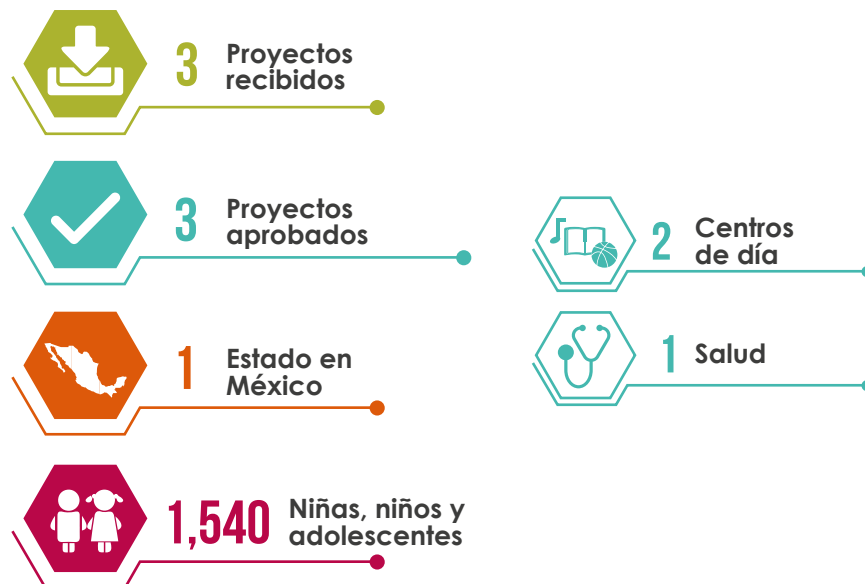 3 Proyectos
recibidos
3 Proyectos
aprobados
1 Estado en
México
1,540 Niñas, niños y
adolescentes
2 Centros
de día
1 Salud